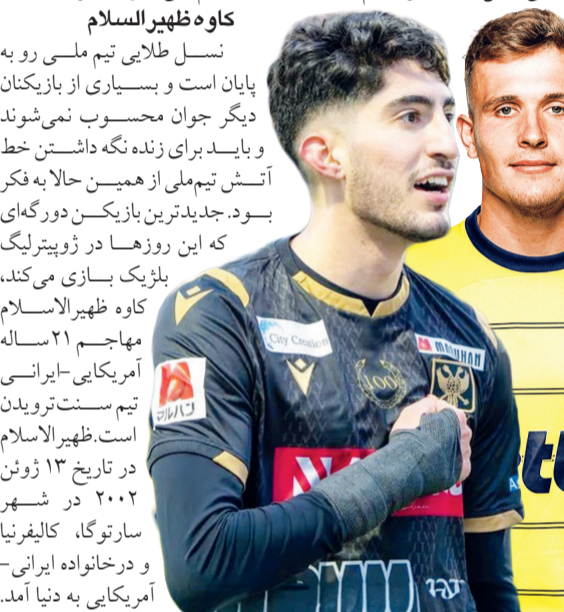 کاوه ظهیرالسلام
نسل طلایی تیم ملی رو به
پایان است و بسیاری از بازیکنان
دیگر جوان محسوب نمی‌شوند
و باید برای زنده نگه داشتن خط
آتش تیم‌ملی از همین حالا به فکر
بود. جدیدترین بازیکن دورگه‌ای
که این روزها در ژوپیترلیگ
بلژیک بازی می‌کند،
کاوه ظهیرالاسلام
مهاجم ۲۱ساله
آمریکایی-ایرانی
تیم سنت‌ترویدن
است.ظهیرالاسلام
در تاریخ ۱۳ ژوئن
۲۰۰۲ در شهر
سارتوگا، کالیفرنیا
و درخانواده ایرانی-
آمریکایی به دنیا آمد.
City Creation
マルハン
100